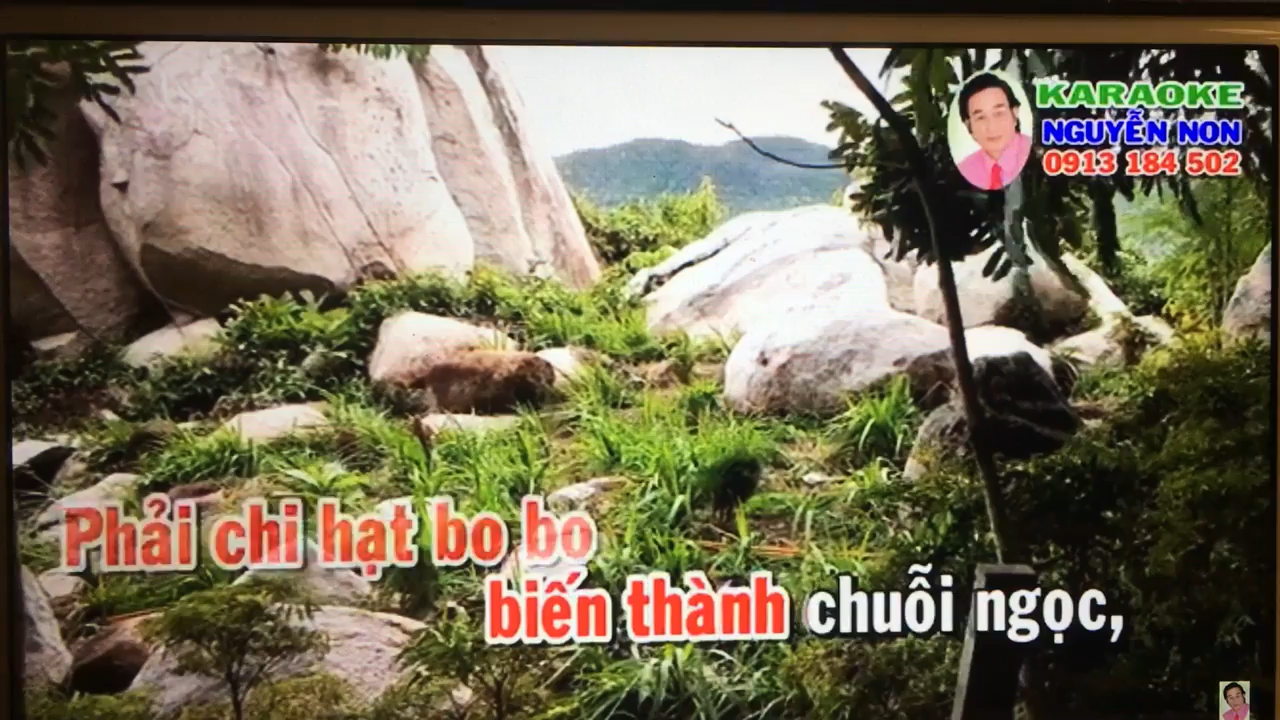 KARAOKE
NGUYỄN NON
0913 184 502
Phải chi hạt bo bo
biến thành chuỗi ngọc,